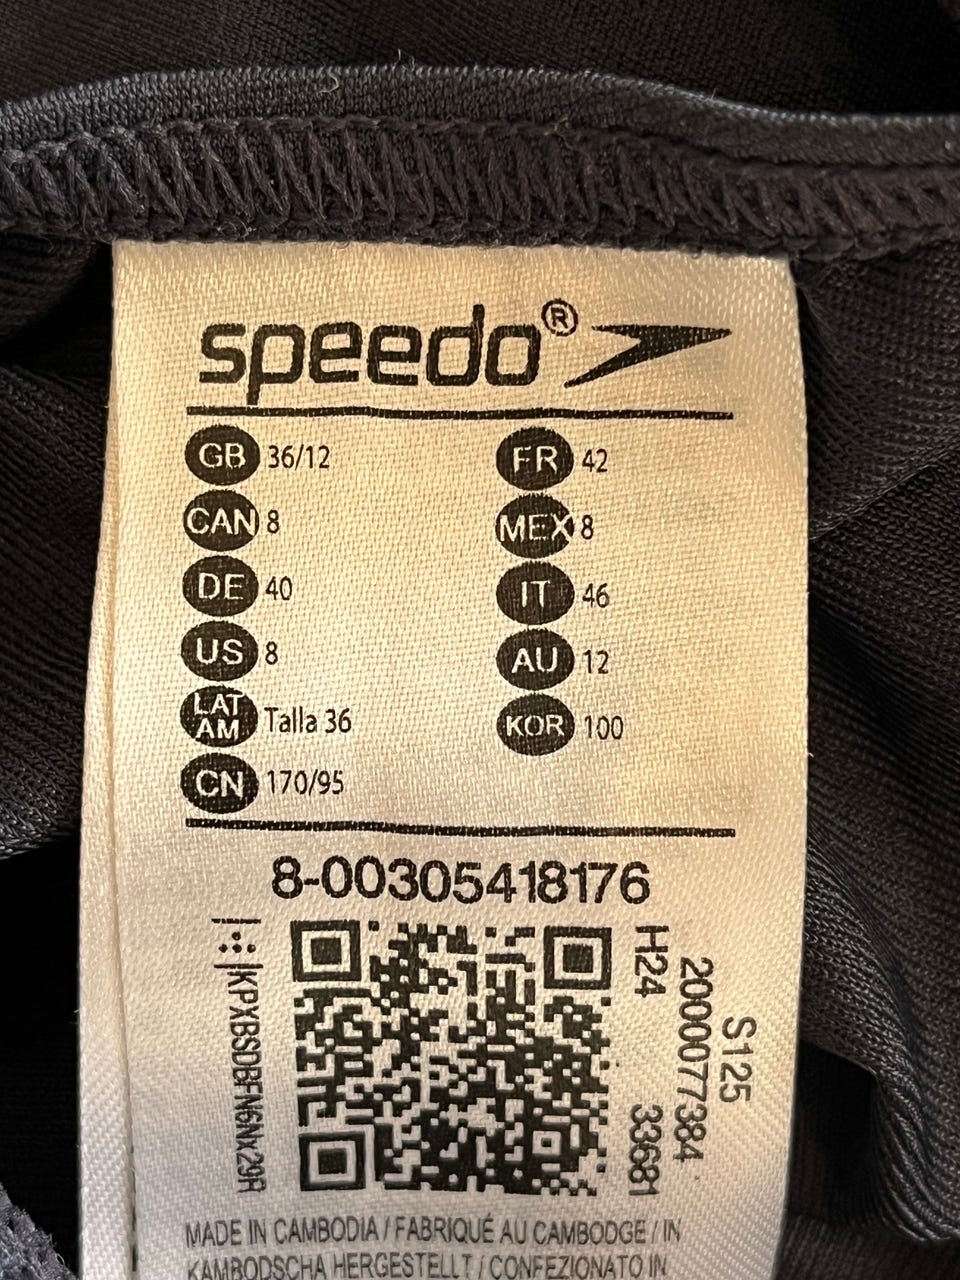 speedo®
GB 36/12
FR 42
CAN 8
MEX 8
DE 40
IT 46
US 8
AU 12
LAT AM Talla 36
KOR 100
CN 170/95
8-00305418176
KPXBSDBFN6Nx29R
H24 33681
2000077384
S125
MADE IN CAMBODIA / FABRIQUÉ AU CAMBODGE / IN
KAMBODSCHA HERGESTELLT / CONFEZIONATO IN